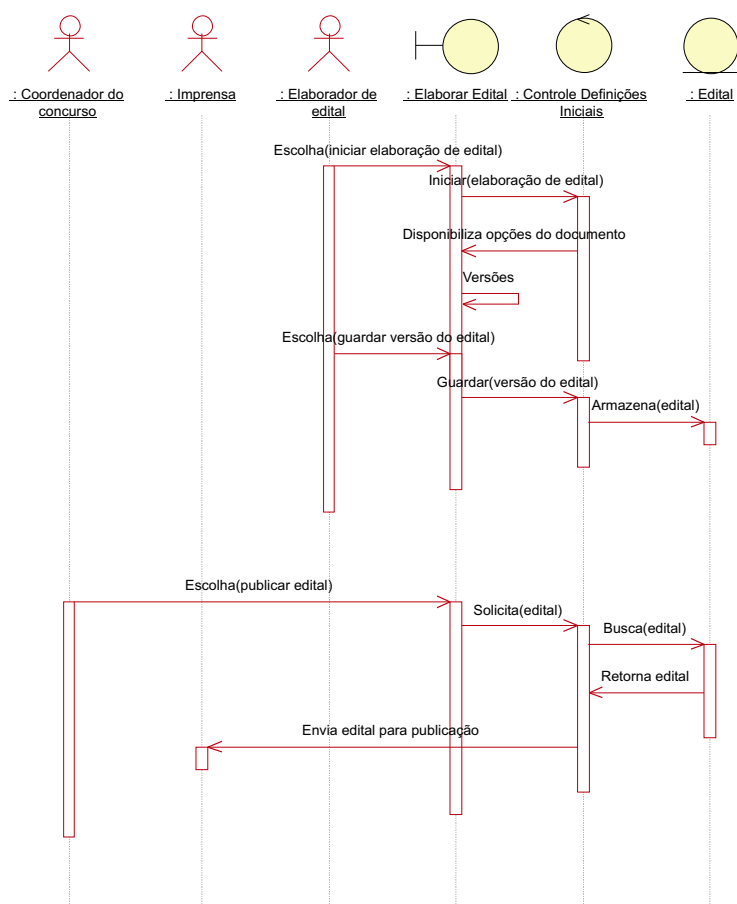 : Coordenador do
concurso
: Imprensa
: Elaborador de
edital
: Elaborar Edital
: Controle Definições
Iniciais
: Edital
Escolha(iniciar elaboração de edital)
Iniciar(elaboração de edital)
Disponibiliza opções do documento
Versões
Escolha(guardar versão do edital)
Guardar(versão do edital)
Armazena(edital)
Escolha(publicar edital)
Solicita(edital)
Busca(edital)
Retorna edital
Envia edital para publicação